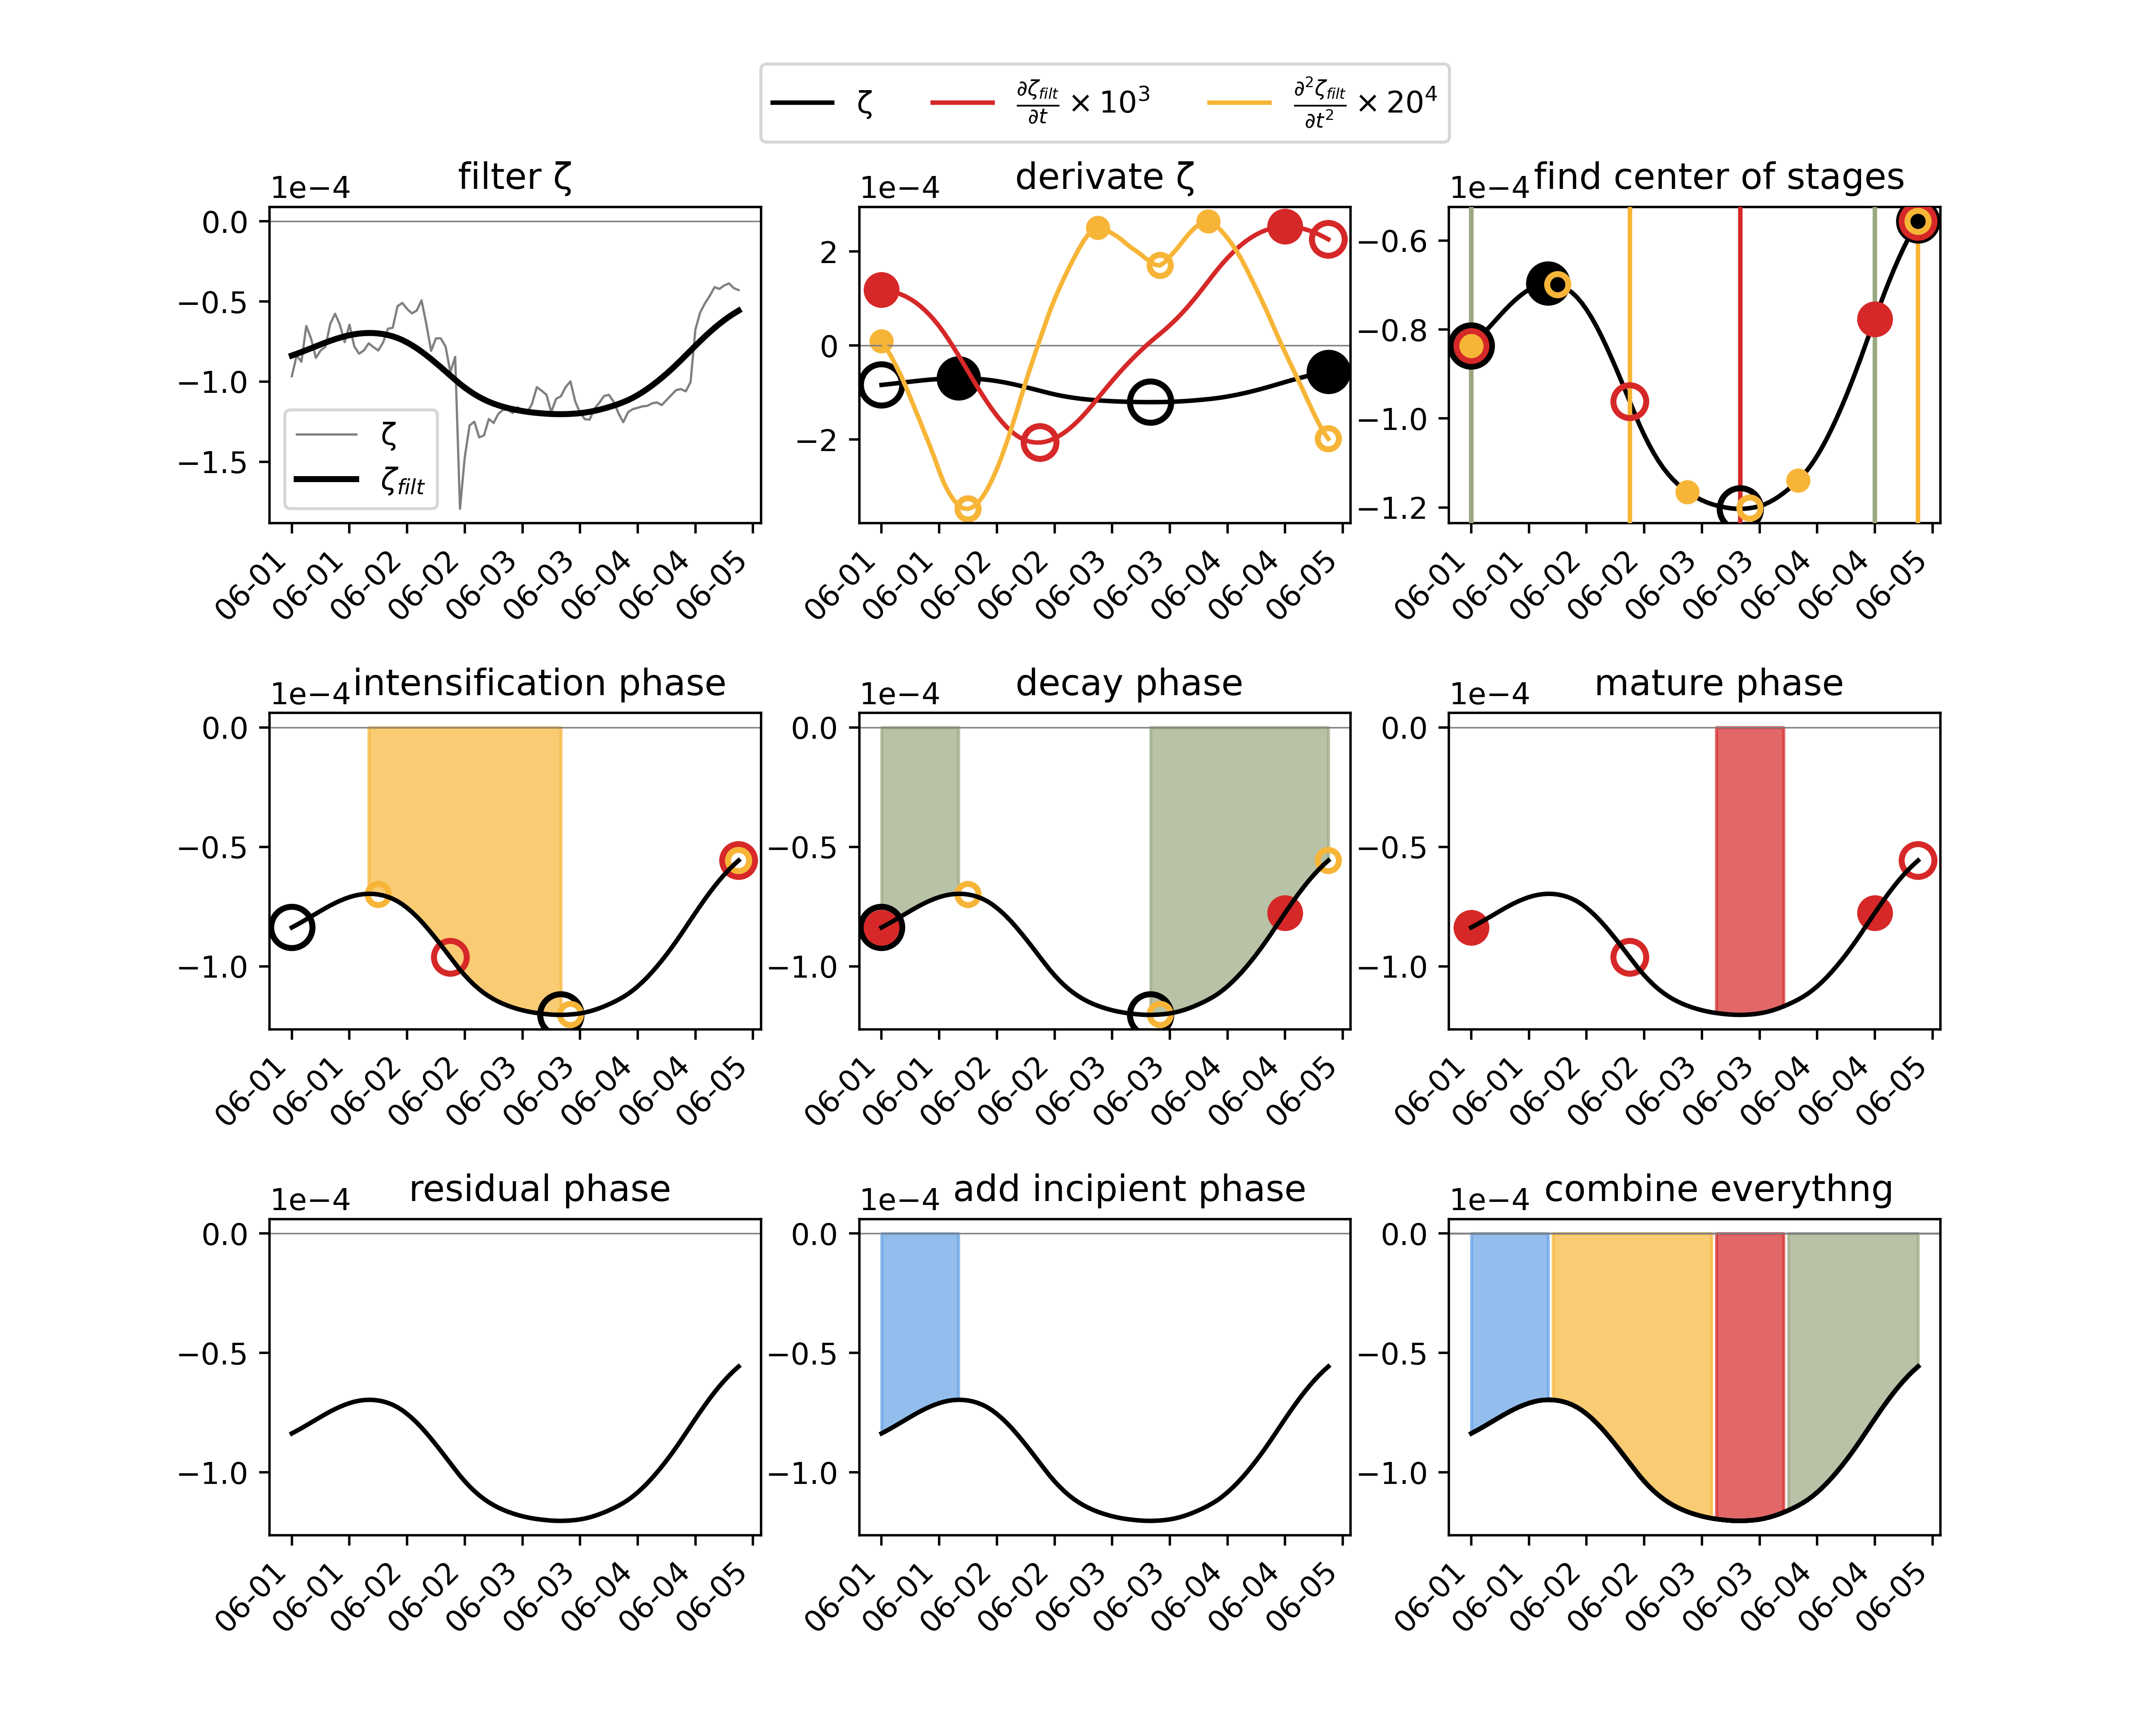 ζ ∂ζ_filt/∂t × 10³ ∂²ζ_filt/∂t² × 20⁴
filter ζ
1e−4
0.0
−0.5
−1.0
−1.5
ζ
ζ_filt
06-01 06-01 06-02 06-02 06-03 06-03 06-04 06-04 06-05
derivate ζ
1e−4
2
0
−2
06-01 06-01 06-02 06-02 06-03 06-03 06-04 06-04 06-05
find center of stages
1e−4
−0.6
−0.8
−1.0
−1.2
06-01 06-01 06-02 06-02 06-03 06-03 06-04 06-04 06-05
intensification phase
1e−4
0.0
−0.5
−1.0
06-01 06-01 06-02 06-02 06-03 06-03 06-04 06-04 06-05
decay phase
1e−4
0.0
−0.5
−1.0
06-01 06-01 06-02 06-02 06-03 06-03 06-04 06-04 06-05
mature phase
1e−4
0.0
−0.5
−1.0
06-01 06-01 06-02 06-02 06-03 06-03 06-04 06-04 06-05
residual phase
1e−4
0.0
−0.5
−1.0
06-01 06-01 06-02 06-02 06-03 06-03 06-04 06-04 06-05
add incipient phase
1e−4
0.0
−0.5
−1.0
06-01 06-01 06-02 06-02 06-03 06-03 06-04 06-04 06-05
combine everythng
1e−4
0.0
−0.5
−1.0
06-01 06-01 06-02 06-02 06-03 06-03 06-04 06-04 06-05